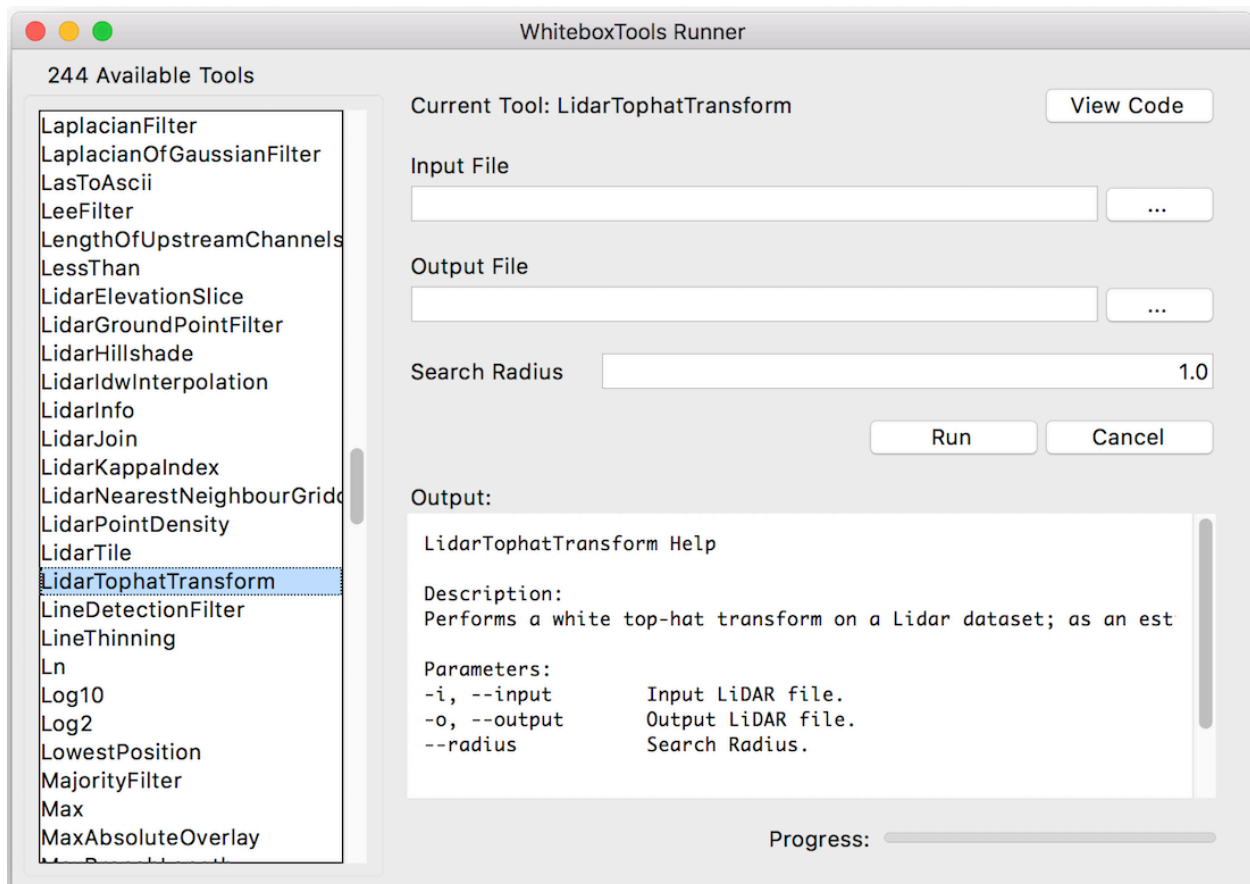 WhiteboxTools Runner
244 Available Tools
LaplacianFilter
LaplacianOfGaussianFilter
LasToAscii
LeeFilter
LengthOfUpstreamChannels
LessThan
LidarElevationSlice
LidarGroundPointFilter
LidarHillshade
LidarIdwInterpolation
LidarInfo
LidarJoin
LidarKappaIndex
LidarNearestNeighbourGridd
LidarPointDensity
LidarTile
LidarTophatTransform
LineDetectionFilter
LineThinning
Ln
Log10
Log2
LowestPosition
MajorityFilter
Max
MaxAbsoluteOverlay
Current Tool: LidarTophatTransform
View Code
Input File
...
Output File
...
Search Radius 1.0
Run Cancel
Output:
LidarTophatTransform Help
Description:
Performs a white top-hat transform on a Lidar dataset; as an est
Parameters:
-i, --input Input LiDAR file.
-o, --output Output LiDAR file.
--radius Search Radius.
Progress: